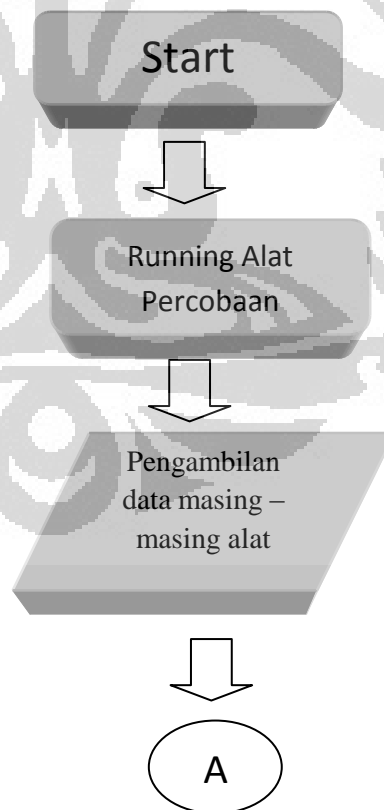 Start
Running Alat
Percobaan
Pengambilan
data masing –
masing alat
A